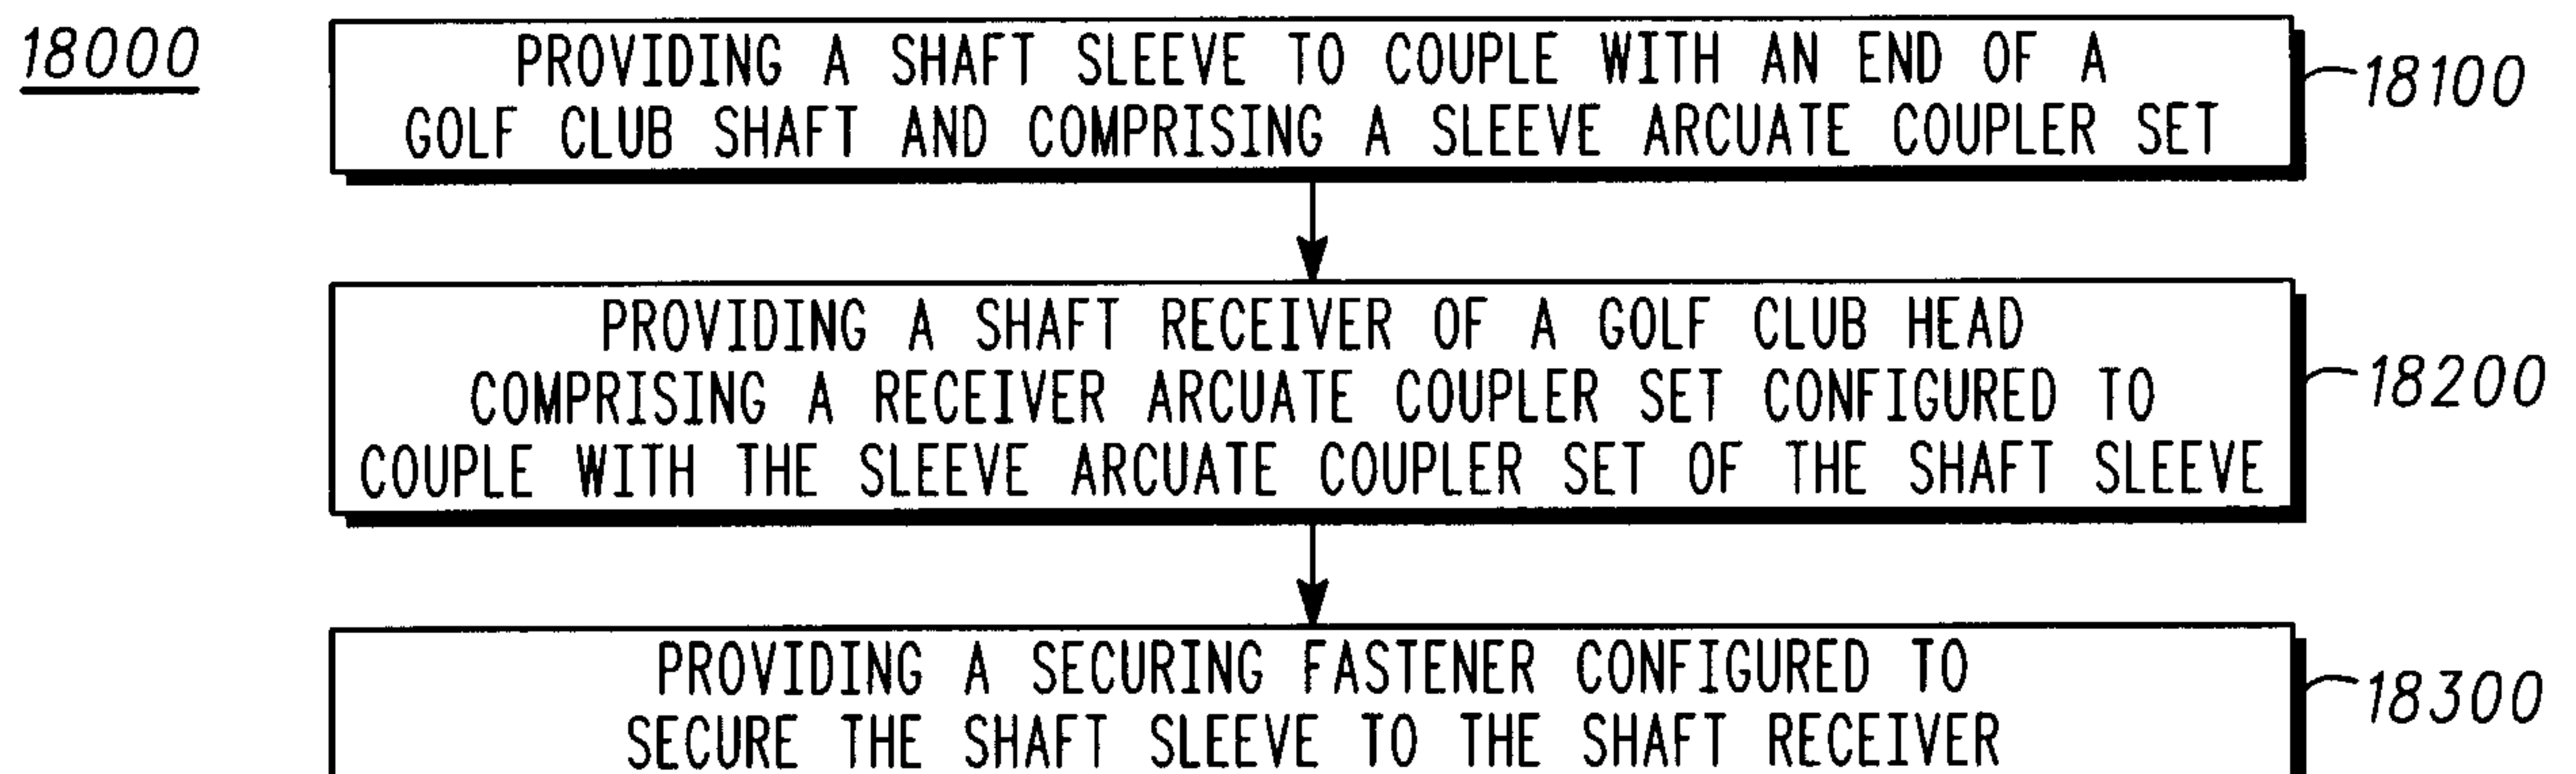 18000
PROVIDING A SHAFT SLEEVE TO COUPLE WITH AN END OF A
GOLF CLUB SHAFT AND COMPRISING A SLEEVE ARCUATE COUPLER SET
18100
PROVIDING A SHAFT RECEIVER OF A GOLF CLUB HEAD
COMPRISING A RECEIVER ARCUATE COUPLER SET CONFIGURED TO
COUPLE WITH THE SLEEVE ARCUATE COUPLER SET OF THE SHAFT SLEEVE
18200
PROVIDING A SECURING FASTENER CONFIGURED TO
SECURE THE SHAFT SLEEVE TO THE SHAFT RECEIVER
18300